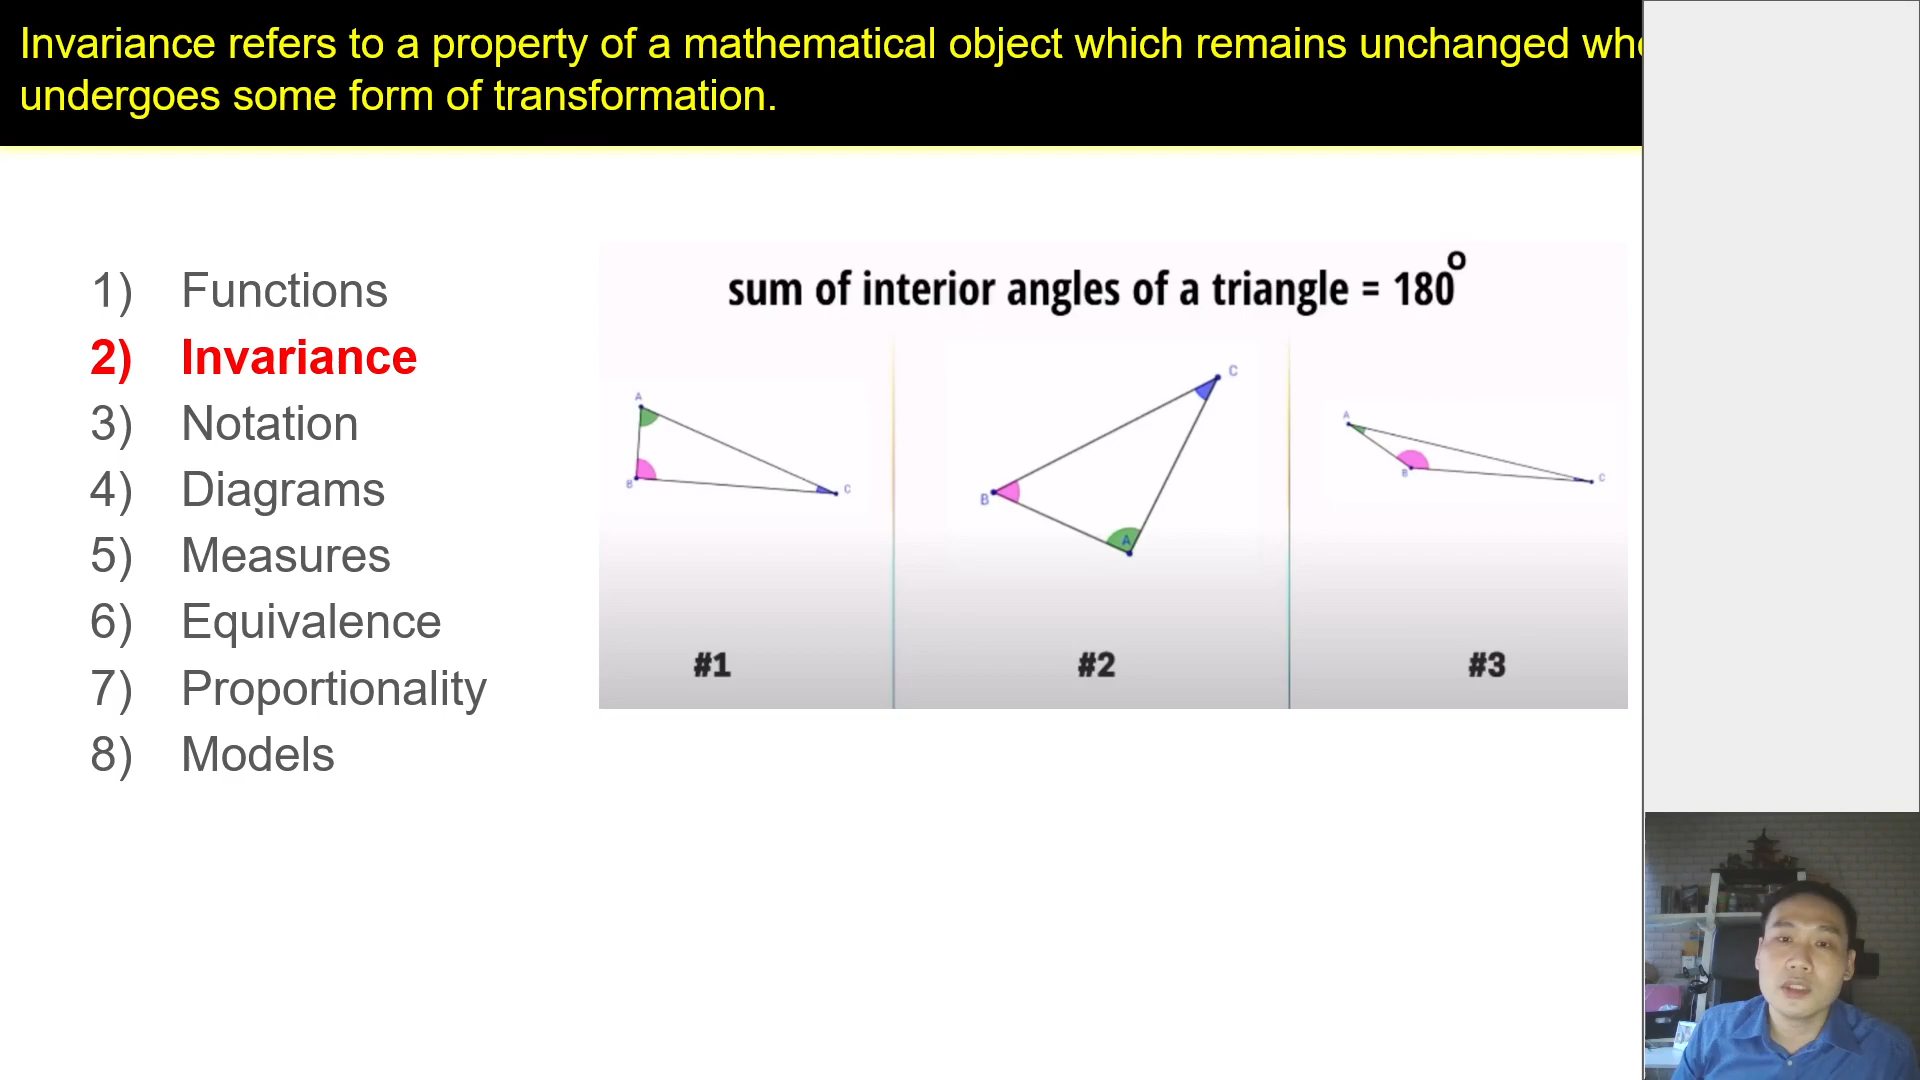 Invariance refers to a property of a mathematical object which remains unchanged
undergoes some form of transformation.
1) Functions
2) Invariance
3) Notation
4) Diagrams
5) Measures
6) Equivalence
7) Proportionality
8) Models
sum of interior angles of a triangle = 180°
A
B
C
C
B
A
A
B
C
#1
#2
#3